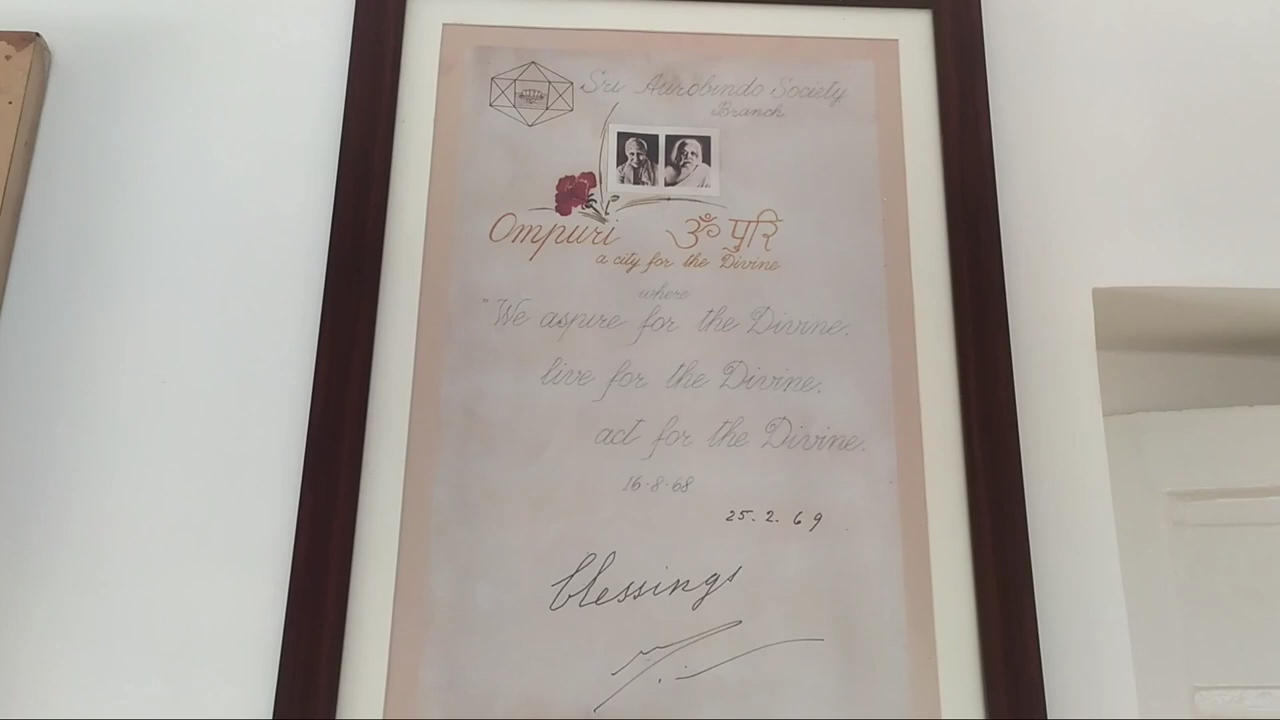 Sri Aurobindo Society
Branch
Ompuri ॐ पुरि
a city for the Divine
where
"We aspire for the Divine.
live for the Divine.
act for the Divine.
16-8-68
25.2.69
blessings